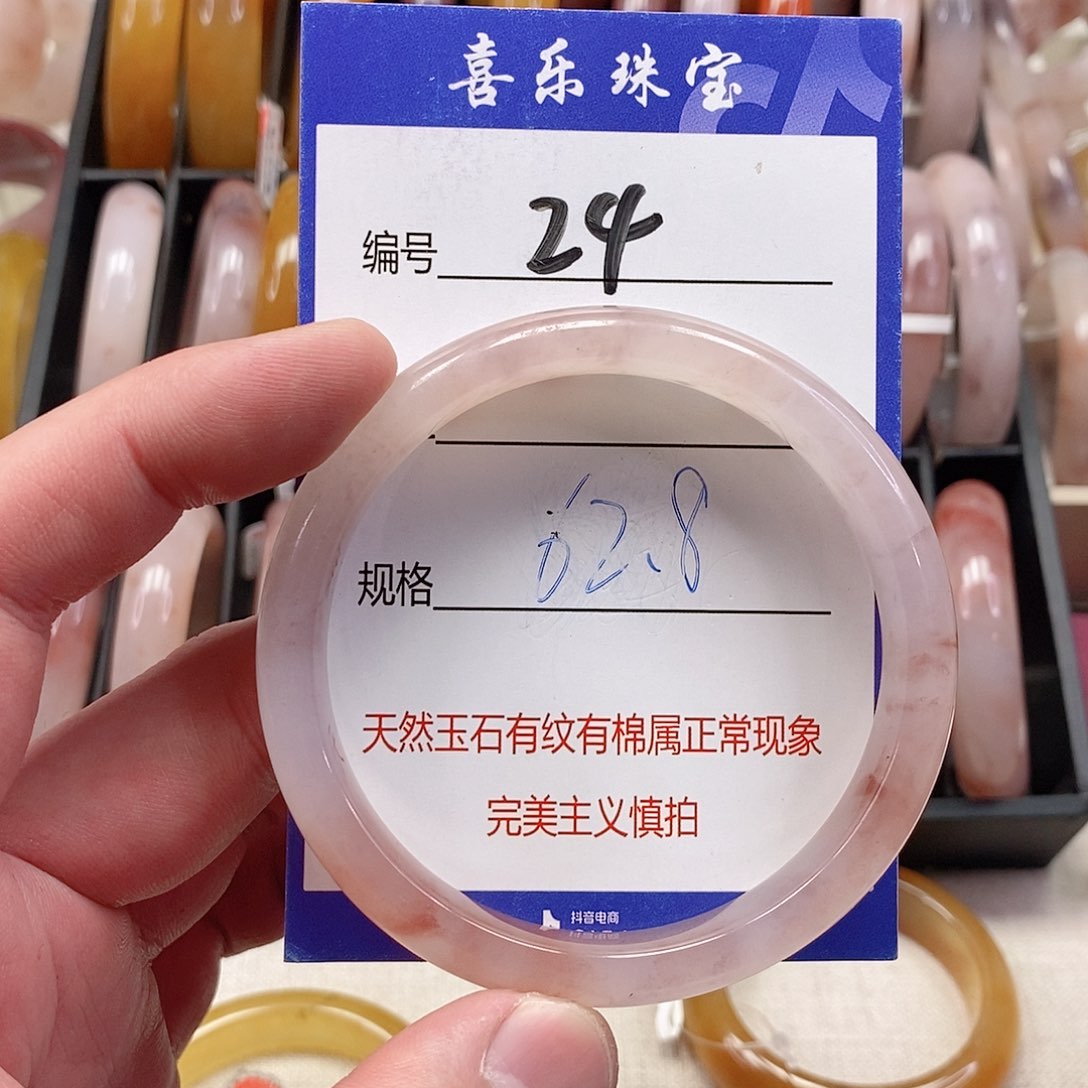 喜乐珠宝
编号 24
规格 62.8
天然玉石有纹有棉属正常现象
完美主义慎拍
抖音电商